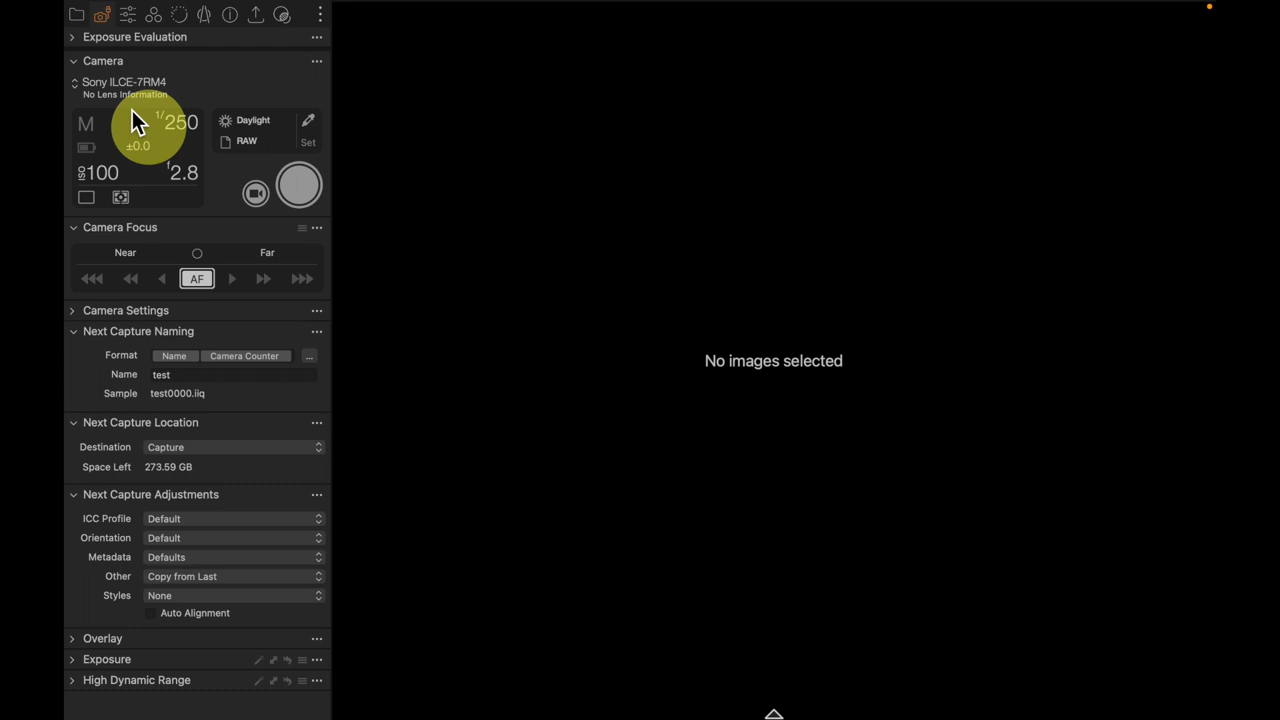 Exposure Evaluation
Camera
Sony ILCE-7RM4
No Lens Information
M 1/250
±0.0
ISO 100 f2.8
Daylight
RAW Set
Camera Focus
Near Far
AF
Camera Settings
Next Capture Naming
Format Name Camera Counter ...
Name test
Sample test0000.iiq
Next Capture Location
Destination Capture
Space Left 273.59 GB
Next Capture Adjustments
ICC Profile Default
Orientation Default
Metadata Defaults
Other Copy from Last
Styles None
Auto Alignment
Overlay
Exposure
High Dynamic Range
No images selected